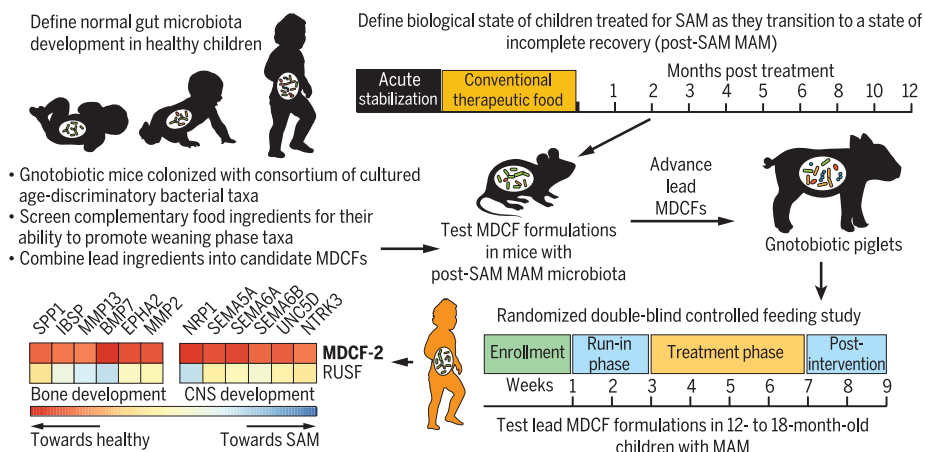 Define normal gut microbiota
development in healthy children
Define biological state of children treated for SAM as they transition to a state of
incomplete recovery (post-SAM MAM)
Months post treatment
Acute
stabilization
Conventional
therapeutic food
1 2 3 4 5 6 7 8 10 12
• Gnotobiotic mice colonized with consortium of cultured
age-discriminatory bacterial taxa
• Screen complementary food ingredients for their
ability to promote weaning phase taxa
• Combine lead ingredients into candidate MDCFs
Test MDCF formulations
in mice with
post-SAM MAM microbiota
Advance
lead
MDCFs
Gnotobiotic piglets
SPP1 IBSP MMP13 BMP7 EPHA2 MMP2 NRP1 SEMA5A SEMA6A SEMA6B UNC5D NTRK3
MDCF-2
RUSF
Bone development CNS development
Towards healthy Towards SAM
Randomized double-blind controlled feeding study
Enrollment
Run-in
phase
Treatment phase
Post-
intervention
Weeks 1 2 3 4 5 6 7 8 9
Test lead MDCF formulations in 12- to 18-month-old
children with MAM